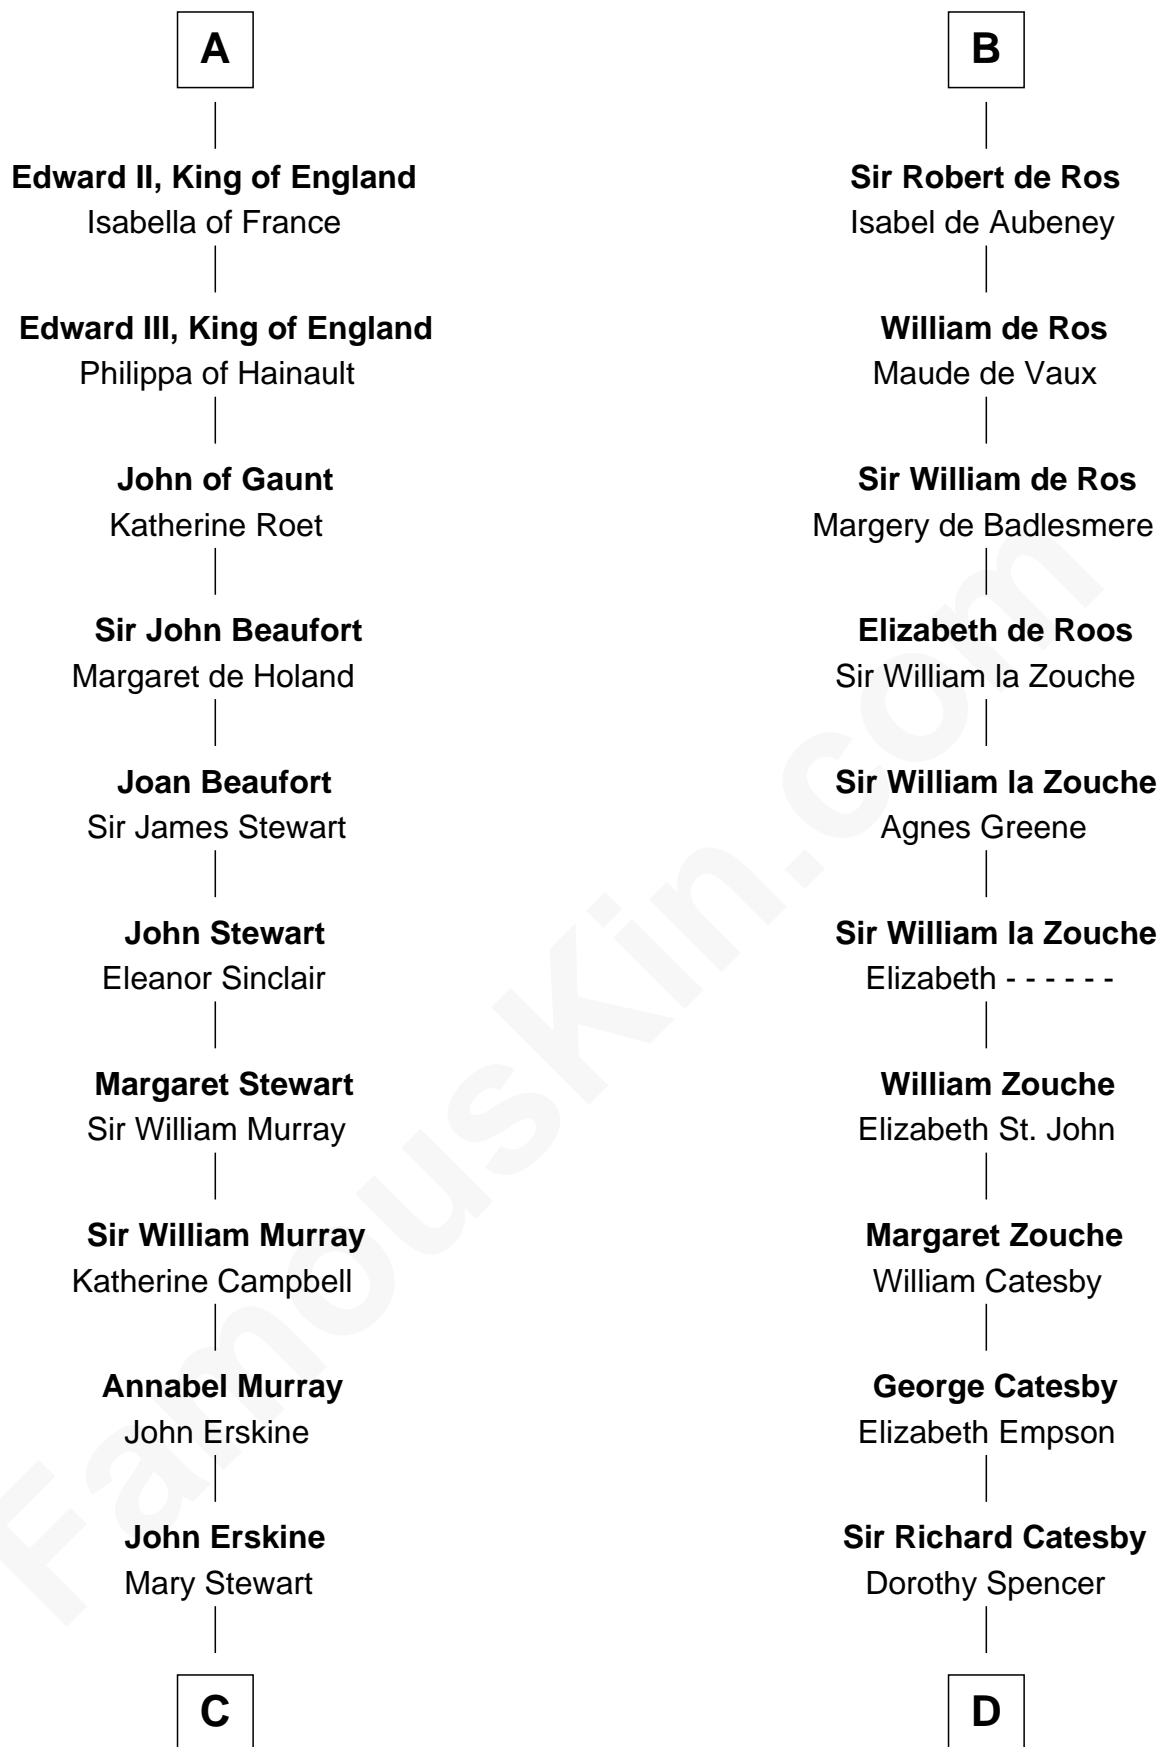 A
Edward II, King of England
Isabella of France
Edward III, King of England
Philippa of Hainault
John of Gaunt
Katherine Roet
Sir John Beaufort
Margaret de Holand
Joan Beaufort
Sir James Stewart
John Stewart
Eleanor Sinclair
Margaret Stewart
Sir William Murray
Sir William Murray
Katherine Campbell
Annabel Murray
John Erskine
John Erskine
Mary Stewart
C
B
Sir Robert de Ros
Isabel de Aubeney
William de Ros
Maude de Vaux
Sir William de Ros
Margery de Badlesmere
Elizabeth de Roos
Sir William la Zouche
Sir William la Zouche
Agnes Greene
Sir William la Zouche
Elizabeth - - - - - -
William Zouche
Elizabeth St. John
Margaret Zouche
William Catesby
George Catesby
Elizabeth Empson
Sir Richard Catesby
Dorothy Spencer
D
FamousKin.com